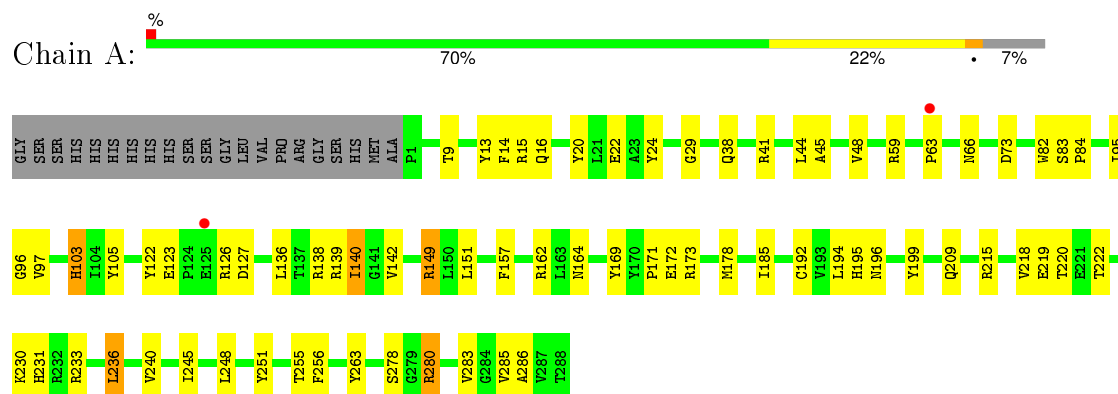 %
Chain A:
70% 22% • 7%
GLY SER SER HIS HIS HIS HIS HIS HIS SER SER GLY LEU VAL PRO ARG GLY SER HIS MET ALA P1 T9 Y13 F14 R15 Q16 Y20 L21 E22 A23 Y24 G29 Q38 R41 L44 A45 V48 R59 P63 N66 D73 W82 S83 P84 I95
G96 V97 H103 I104 Y105 Y122 E123 P124 E125 R126 D127 L136 T137 R138 R139 I140 G141 V142 R149 L150 L151 F157 R162 L163 N164 Y169 Y170 P171 E172 R173 M178 I185 C192 V193 L194 H195 N196 Y199 Q209 R215 V218 E219 T220 E221 T222
K230 H231 R232 R233 L236 V240 I245 L248 Y251 T255 F256 Y263 S278 G279 R280 V283 G284 V285 A286 V287 T288